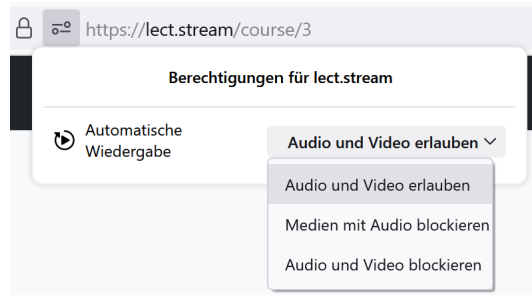 https://lect.stream/course/3
Berechtigungen für lect.stream
Automatische
Wiedergabe
Audio und Video erlauben
Audio und Video erlauben
Medien mit Audio blockieren
Audio und Video blockieren